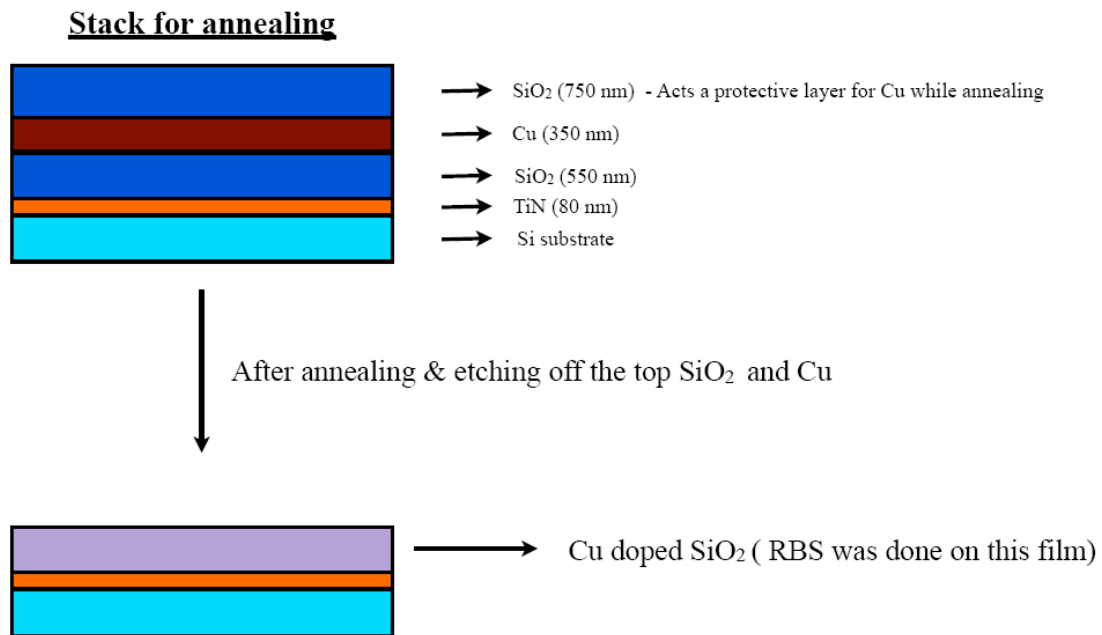 Stack for annealing
SiO₂ (750 nm) - Acts a protective layer for Cu while annealing
Cu (350 nm)
SiO₂ (550 nm)
TiN (80 nm)
Si substrate
After annealing & etching off the top SiO₂ and Cu
Cu doped SiO₂ ( RBS was done on this film)